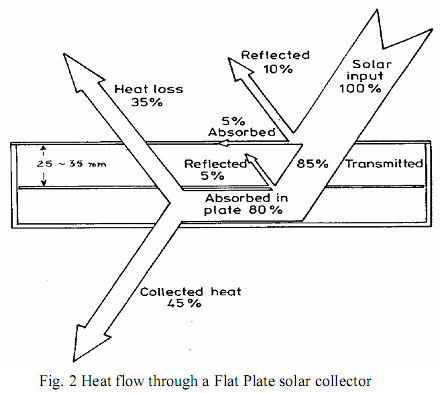 Reflected
10%
Solar
input
100%
Heat loss
35%
5%
Absorbed
25 ~ 35 mm
Reflected
5%
85%
Transmitted
Absorbed in
plate 80%
Collected heat
45%
Fig. 2 Heat flow through a Flat Plate solar collector